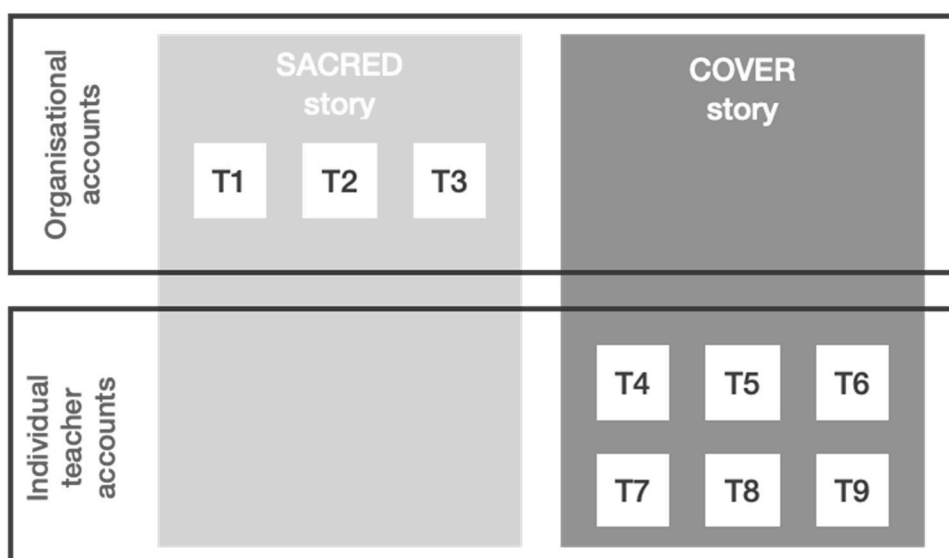 Organisational
accounts
SACRED
story
COVER
story
T1 T2 T3
Individual
teacher
accounts
T4 T5 T6
T7 T8 T9